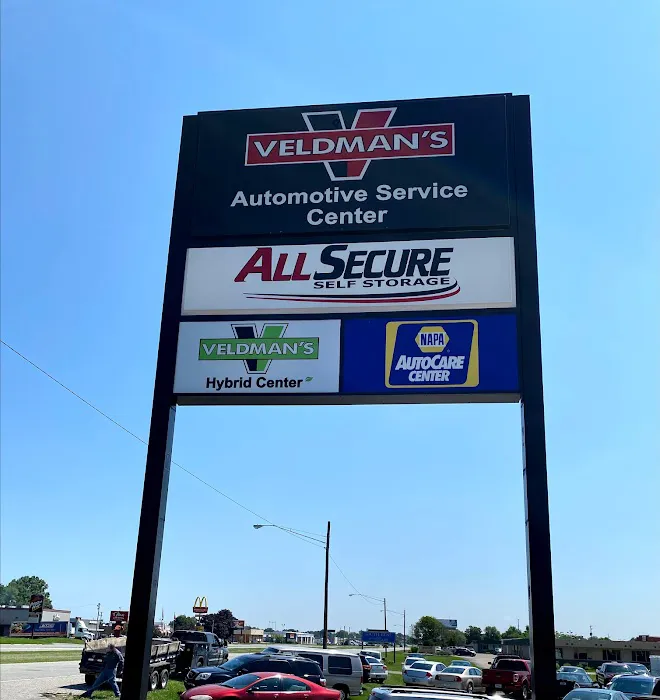 VELDMAN'S
Automotive Service
Center
ALLSECURE
SELF STORAGE
VELDMAN'S
Hybrid Center
NAPA
AUTOCARE
CENTER